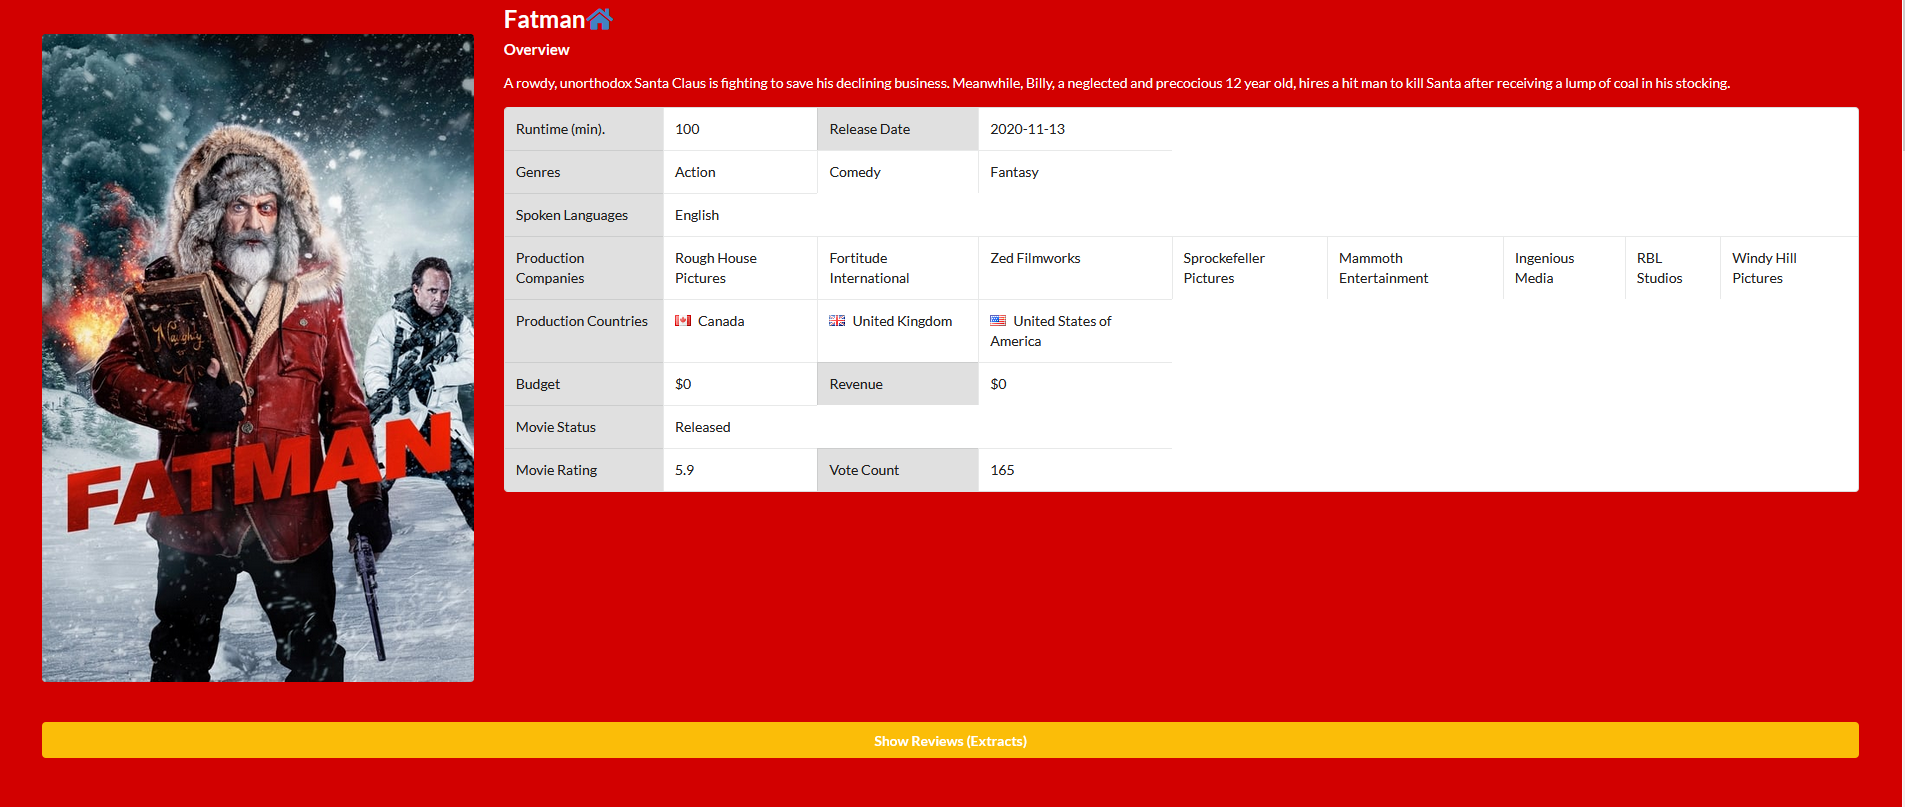 Fatman
Overview
A rowdy, unorthodox Santa Claus is fighting to save his declining business. Meanwhile, Billy, a neglected and precocious 12 year old, hires a hit man to kill Santa after receiving a lump of coal in his stocking.
Runtime (min). 100 Release Date 2020-11-13
Genres Action Comedy Fantasy
Spoken Languages English
Production Companies Rough House Pictures Fortitude International Zed Filmworks Sprockefeller Pictures Mammoth Entertainment Ingenious Media RBL Studios Windy Hill Pictures
Production Countries Canada United Kingdom United States of America
Budget $0 Revenue $0
Movie Status Released
Movie Rating 5.9 Vote Count 165
Naughty
FATMAN
Show Reviews (Extracts)